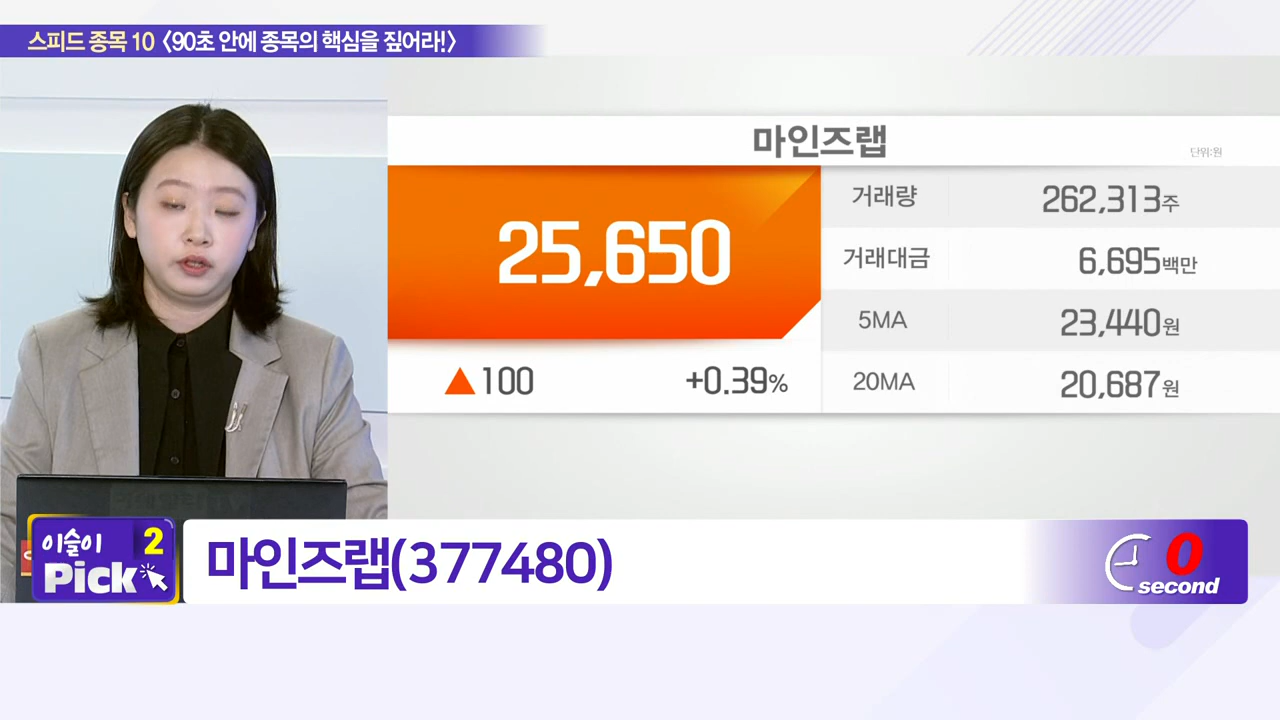 스피드 종목 10 〈90초 안에 종목의 핵심을 짚어라!〉
마인즈랩
단위:원
25,650
▲100 +0.39%
거래량 262,313주
거래대금 6,695백만
5MA 23,440원
20MA 20,687원
이슬이 2
Pick
마인즈랩(377480)
0
second